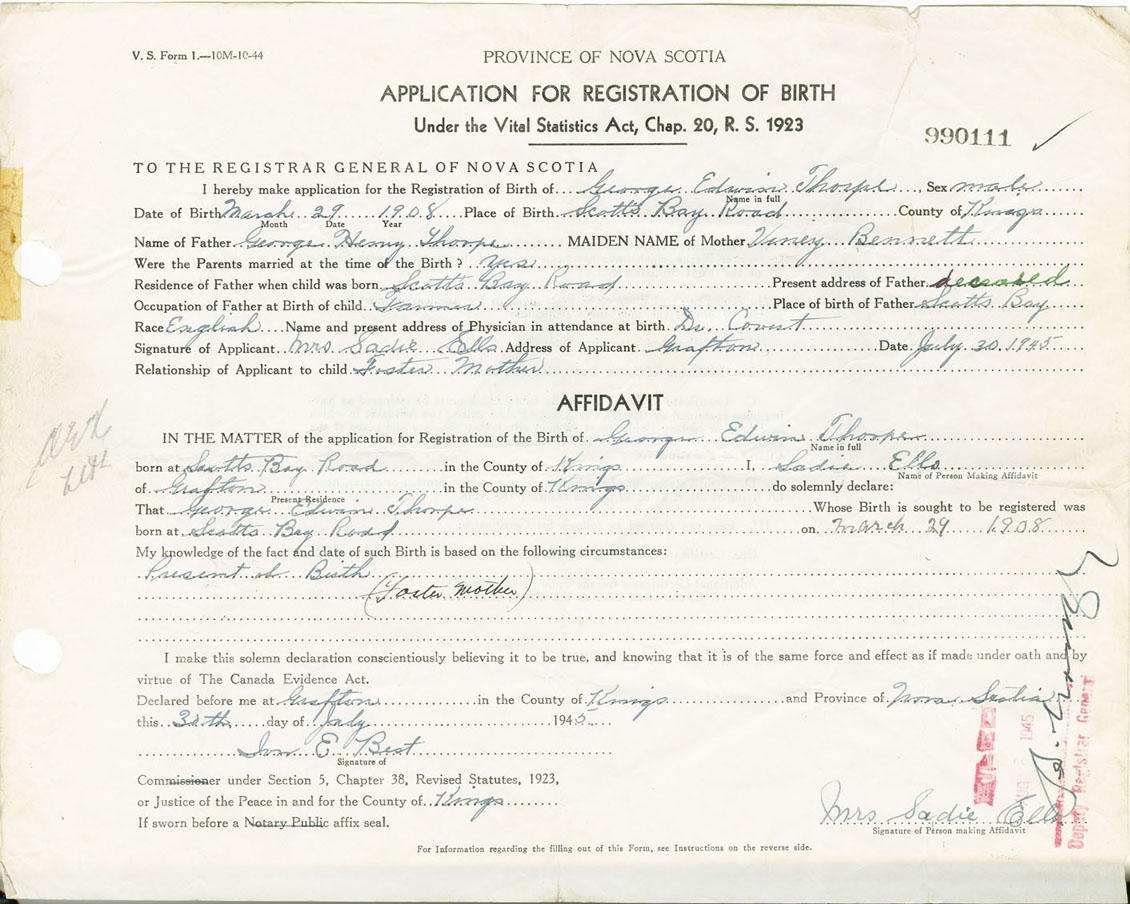 V. S. Form 1.—10M-10-44
PROVINCE OF NOVA SCOTIA
APPLICATION FOR REGISTRATION OF BIRTH
Under the Vital Statistics Act, Chap. 20, R. S. 1923
990111
TO THE REGISTRAR GENERAL OF NOVA SCOTIA
I hereby make application for the Registration of Birth of George Edwin Thorpe, Sex male
Name in full
Date of Birth March 29 1908 Place of Birth Scotts Bay Road County of Kings
Month Date Year
Name of Father George Henry Thorpe MAIDEN NAME of Mother Bennett
Were the Parents married at the time of the Birth? yes
Residence of Father when child was born Scotts Bay Road Present address of Father deceased
Occupation of Father at Birth of child Farmer Place of birth of Father Scotts Bay
Race English Name and present address of Physician in attendance at birth Dr
Signature of Applicant Mrs Sadie Ells Address of Applicant Grafton Date July 30 1945
Relationship of Applicant to child Foster Mother
AFFIDAVIT
IN THE MATTER of the application for Registration of the Birth of George Edwin Thorpe
Name in full
born at Scotts Bay Road in the County of Kings I, Sadie Ells
Name of Person Making Affidavit
of Grafton in the County of Kings do solemnly declare:
Present Residence
That George Edwin Thorpe Whose Birth is sought to be registered was
born at Scotts Bay Road on March 29 1908
My knowledge of the fact and date of such Birth is based on the following circumstances:
Present at Birth
(Foster Mother)
I make this solemn declaration conscientiously believing it to be true, and knowing that it is of the same force and effect as if made under oath and by
virtue of The Canada Evidence Act.
Declared before me at Grafton in the County of Kings and Province of Nova Scotia
this 30th day of July 1945
E Best
Signature of
Commissioner under Section 5, Chapter 38, Revised Statutes, 1923,
or Justice of the Peace in and for the County of Kings
If sworn before a Notary Public affix seal.
Mrs Sadie Ells
Signature of Person making Affidavit
Deputy Registrar General
For Information regarding the filling out of this Form, see Instructions on the reverse side.